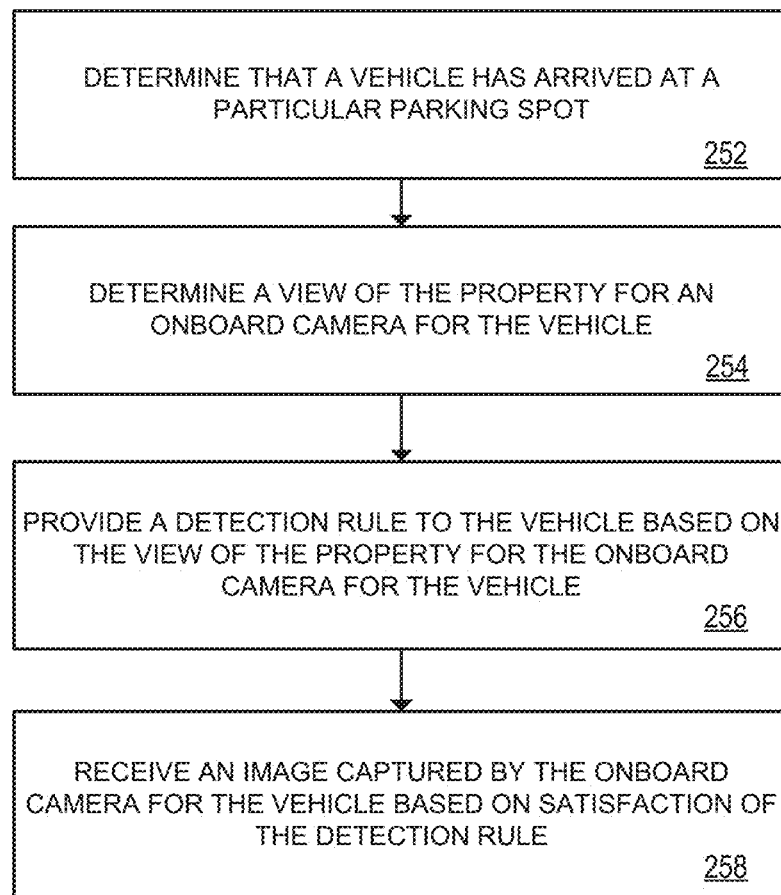 DETERMINE THAT A VEHICLE HAS ARRIVED AT A
PARTICULAR PARKING SPOT
252
DETERMINE A VIEW OF THE PROPERTY FOR AN
ONBOARD CAMERA FOR THE VEHICLE
254
PROVIDE A DETECTION RULE TO THE VEHICLE BASED ON
THE VIEW OF THE PROPERTY FOR THE ONBOARD
CAMERA FOR THE VEHICLE
256
RECEIVE AN IMAGE CAPTURED BY THE ONBOARD
CAMERA FOR THE VEHICLE BASED ON SATISFACTION OF
THE DETECTION RULE
258